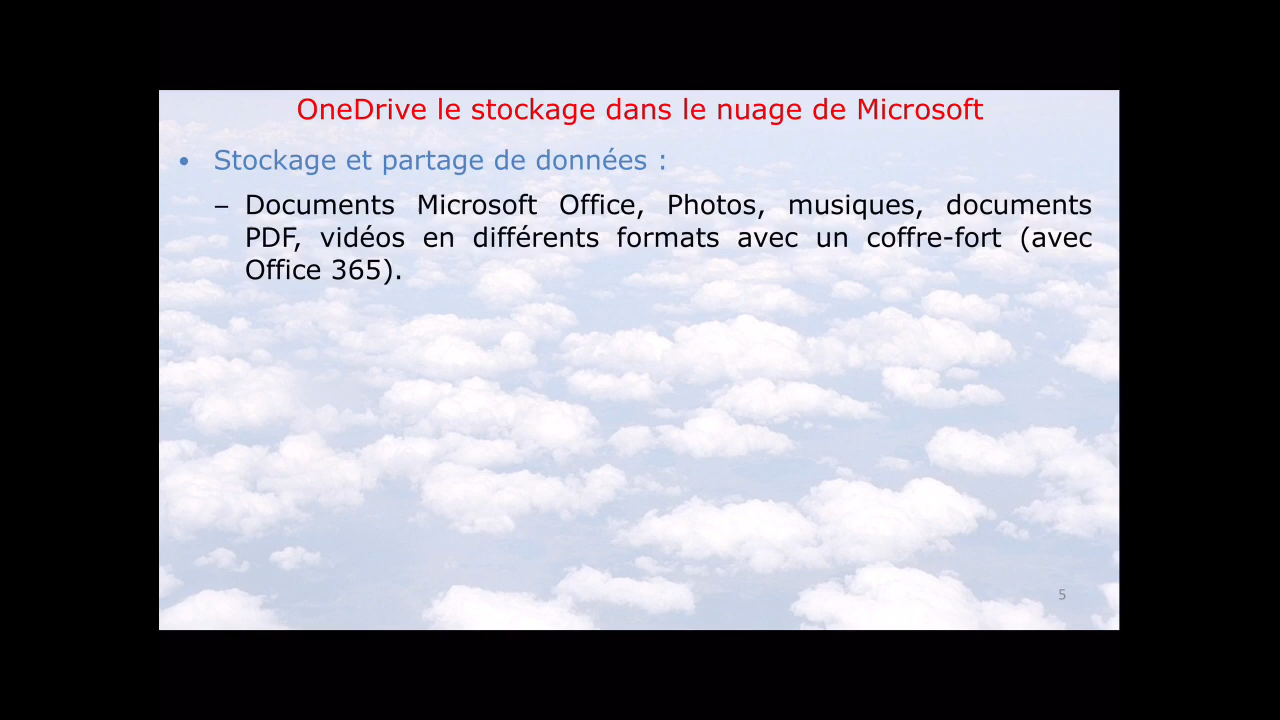 OneDrive le stockage dans le nuage de Microsoft
• Stockage et partage de données :
– Documents Microsoft Office, Photos, musiques, documents
PDF, vidéos en différents formats avec un coffre-fort (avec
Office 365).
5